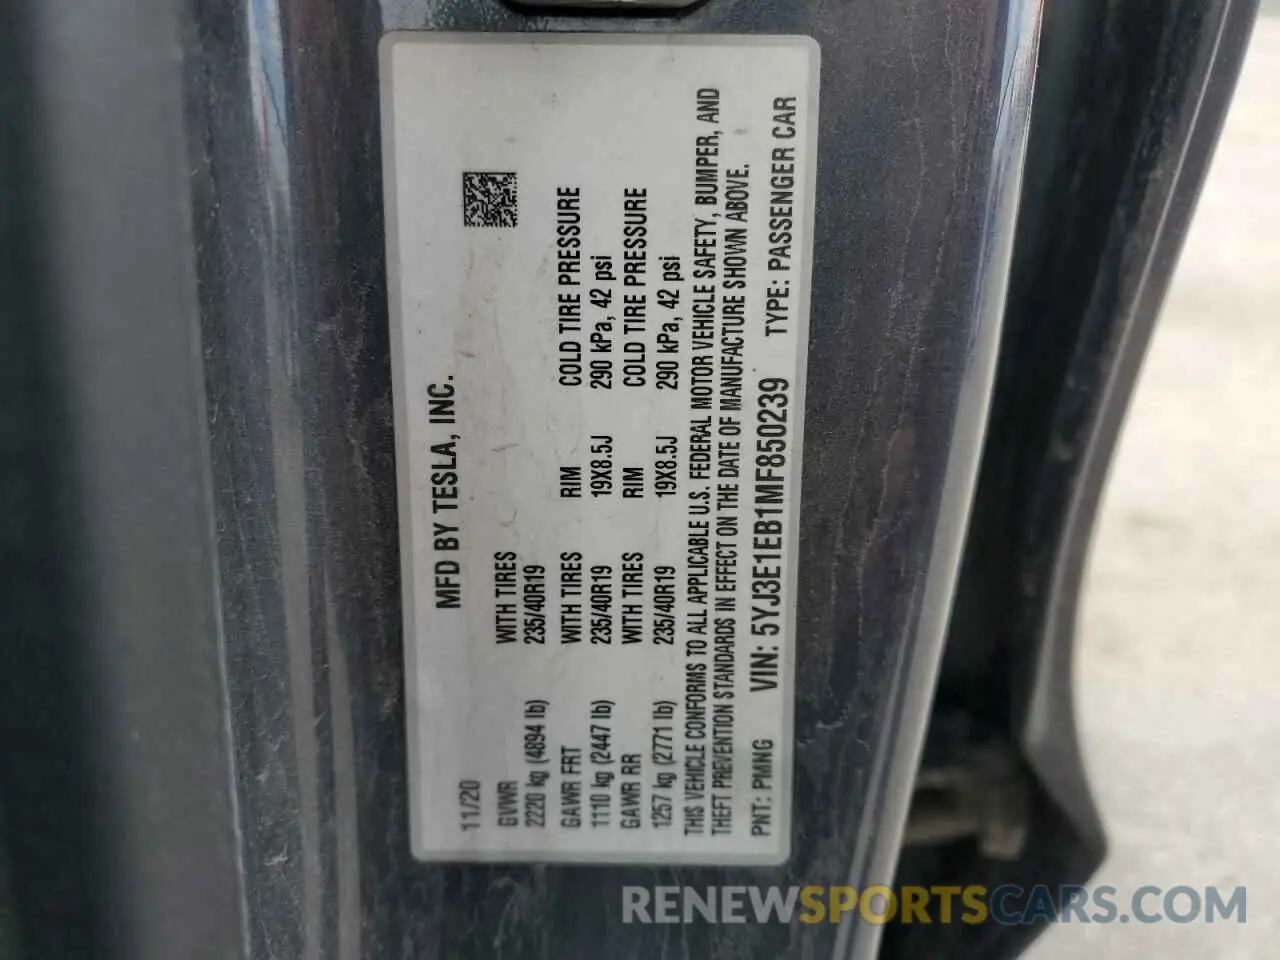 MFD BY TESLA, INC.
11/20
GVWR WITH TIRES
2220 kg (4894 lb) 235/40R19
GAWR FRT WITH TIRES RIM COLD TIRE PRESSURE
1110 kg (2447 lb) 235/40R19 19X8.5J 290 kPa, 42 psi
GAWR RR WITH TIRES RIM COLD TIRE PRESSURE
1257 kg (2771 lb) 235/40R19 19X8.5J 290 kPa, 42 psi
THIS VEHICLE CONFORMS TO ALL APPLICABLE U.S. FEDERAL MOTOR VEHICLE SAFETY, BUMPER, AND
THEFT PREVENTION STANDARDS IN EFFECT ON THE DATE OF MANUFACTURE SHOWN ABOVE.
PNT: PMNG VIN: 5YJ3E1EB1MF850239 TYPE: PASSENGER CAR
RENEWSPORTSCARS.COM